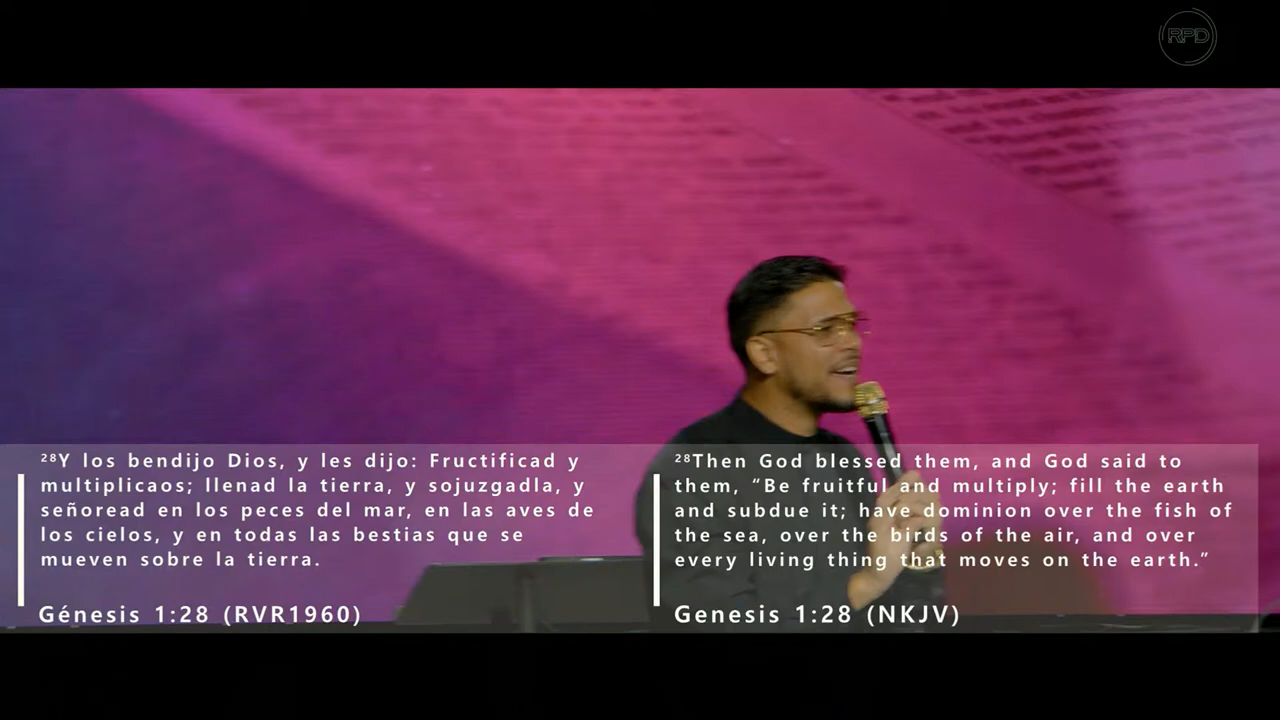 RPD
²⁸Y los bendijo Dios, y les dijo: Fructificad y
multiplicaos; llenad la tierra, y sojuzgadla, y
señoread en los peces del mar, en las aves de
los cielos, y en todas las bestias que se
mueven sobre la tierra.
Génesis 1:28 (RVR1960)
²⁸Then God blessed them, and God said to
them, “Be fruitful and multiply; fill the earth
and subdue it; have dominion over the fish of
the sea, over the birds of the air, and over
every living thing that moves on the earth.”
Genesis 1:28 (NKJV)